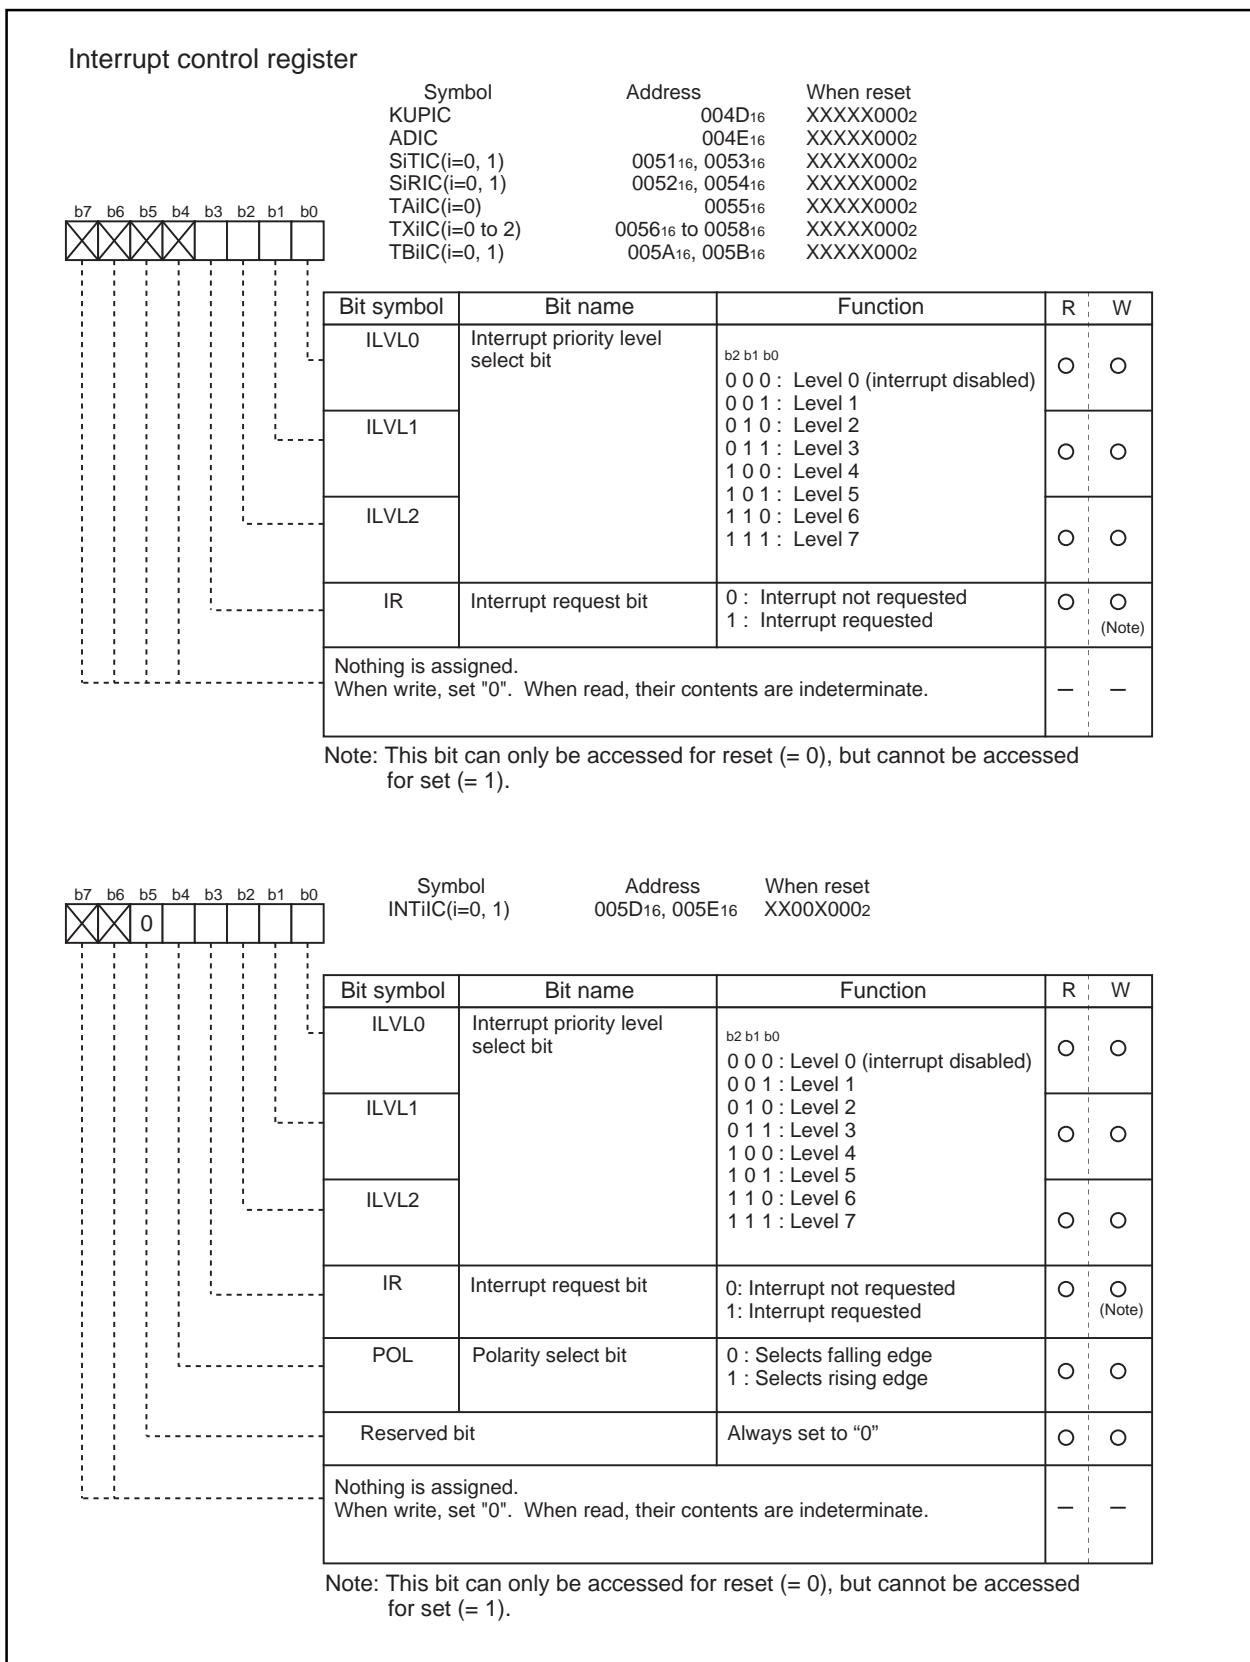 Interrupt control register
Symbol Address When reset
KUPIC 004D16 XXXXX0002
ADIC 004E16 XXXXX0002
SiTIC(i=0, 1) 005116, 005316 XXXXX0002
SiRIC(i=0, 1) 005216, 005416 XXXXX0002
TAiIC(i=0) 005516 XXXXX0002
TXiIC(i=0 to 2) 005616 to 005816 XXXXX0002
TBiIC(i=0, 1) 005A16, 005B16 XXXXX0002
b7 b6 b5 b4 b3 b2 b1 b0
Bit symbol Bit name Function R W
ILVL0 Interrupt priority level
select bit
b2 b1 b0
0 0 0 : Level 0 (interrupt disabled)
0 0 1 : Level 1
ILVL1 0 1 0 : Level 2
0 1 1 : Level 3
1 0 0 : Level 4
1 0 1 : Level 5
ILVL2 1 1 0 : Level 6
1 1 1 : Level 7
IR Interrupt request bit 0 : Interrupt not requested
1 : Interrupt requested
(Note)
Nothing is assigned.
When write, set "0". When read, their contents are indeterminate. – –
Note: This bit can only be accessed for reset (= 0), but cannot be accessed
for set (= 1).
Symbol Address When reset
INTiIC(i=0, 1) 005D16, 005E16 XX00X0002
b7 b6 b5 b4 b3 b2 b1 b0
0
Bit symbol Bit name Function R W
ILVL0 Interrupt priority level
select bit
b2 b1 b0
0 0 0 : Level 0 (interrupt disabled)
0 0 1 : Level 1
ILVL1 0 1 0 : Level 2
0 1 1 : Level 3
1 0 0 : Level 4
1 0 1 : Level 5
ILVL2 1 1 0 : Level 6
1 1 1 : Level 7
IR Interrupt request bit 0: Interrupt not requested
1: Interrupt requested
(Note)
POL Polarity select bit 0 : Selects falling edge
1 : Selects rising edge
Reserved bit Always set to “0”
Nothing is assigned.
When write, set "0". When read, their contents are indeterminate. – –
Note: This bit can only be accessed for reset (= 0), but cannot be accessed
for set (= 1).